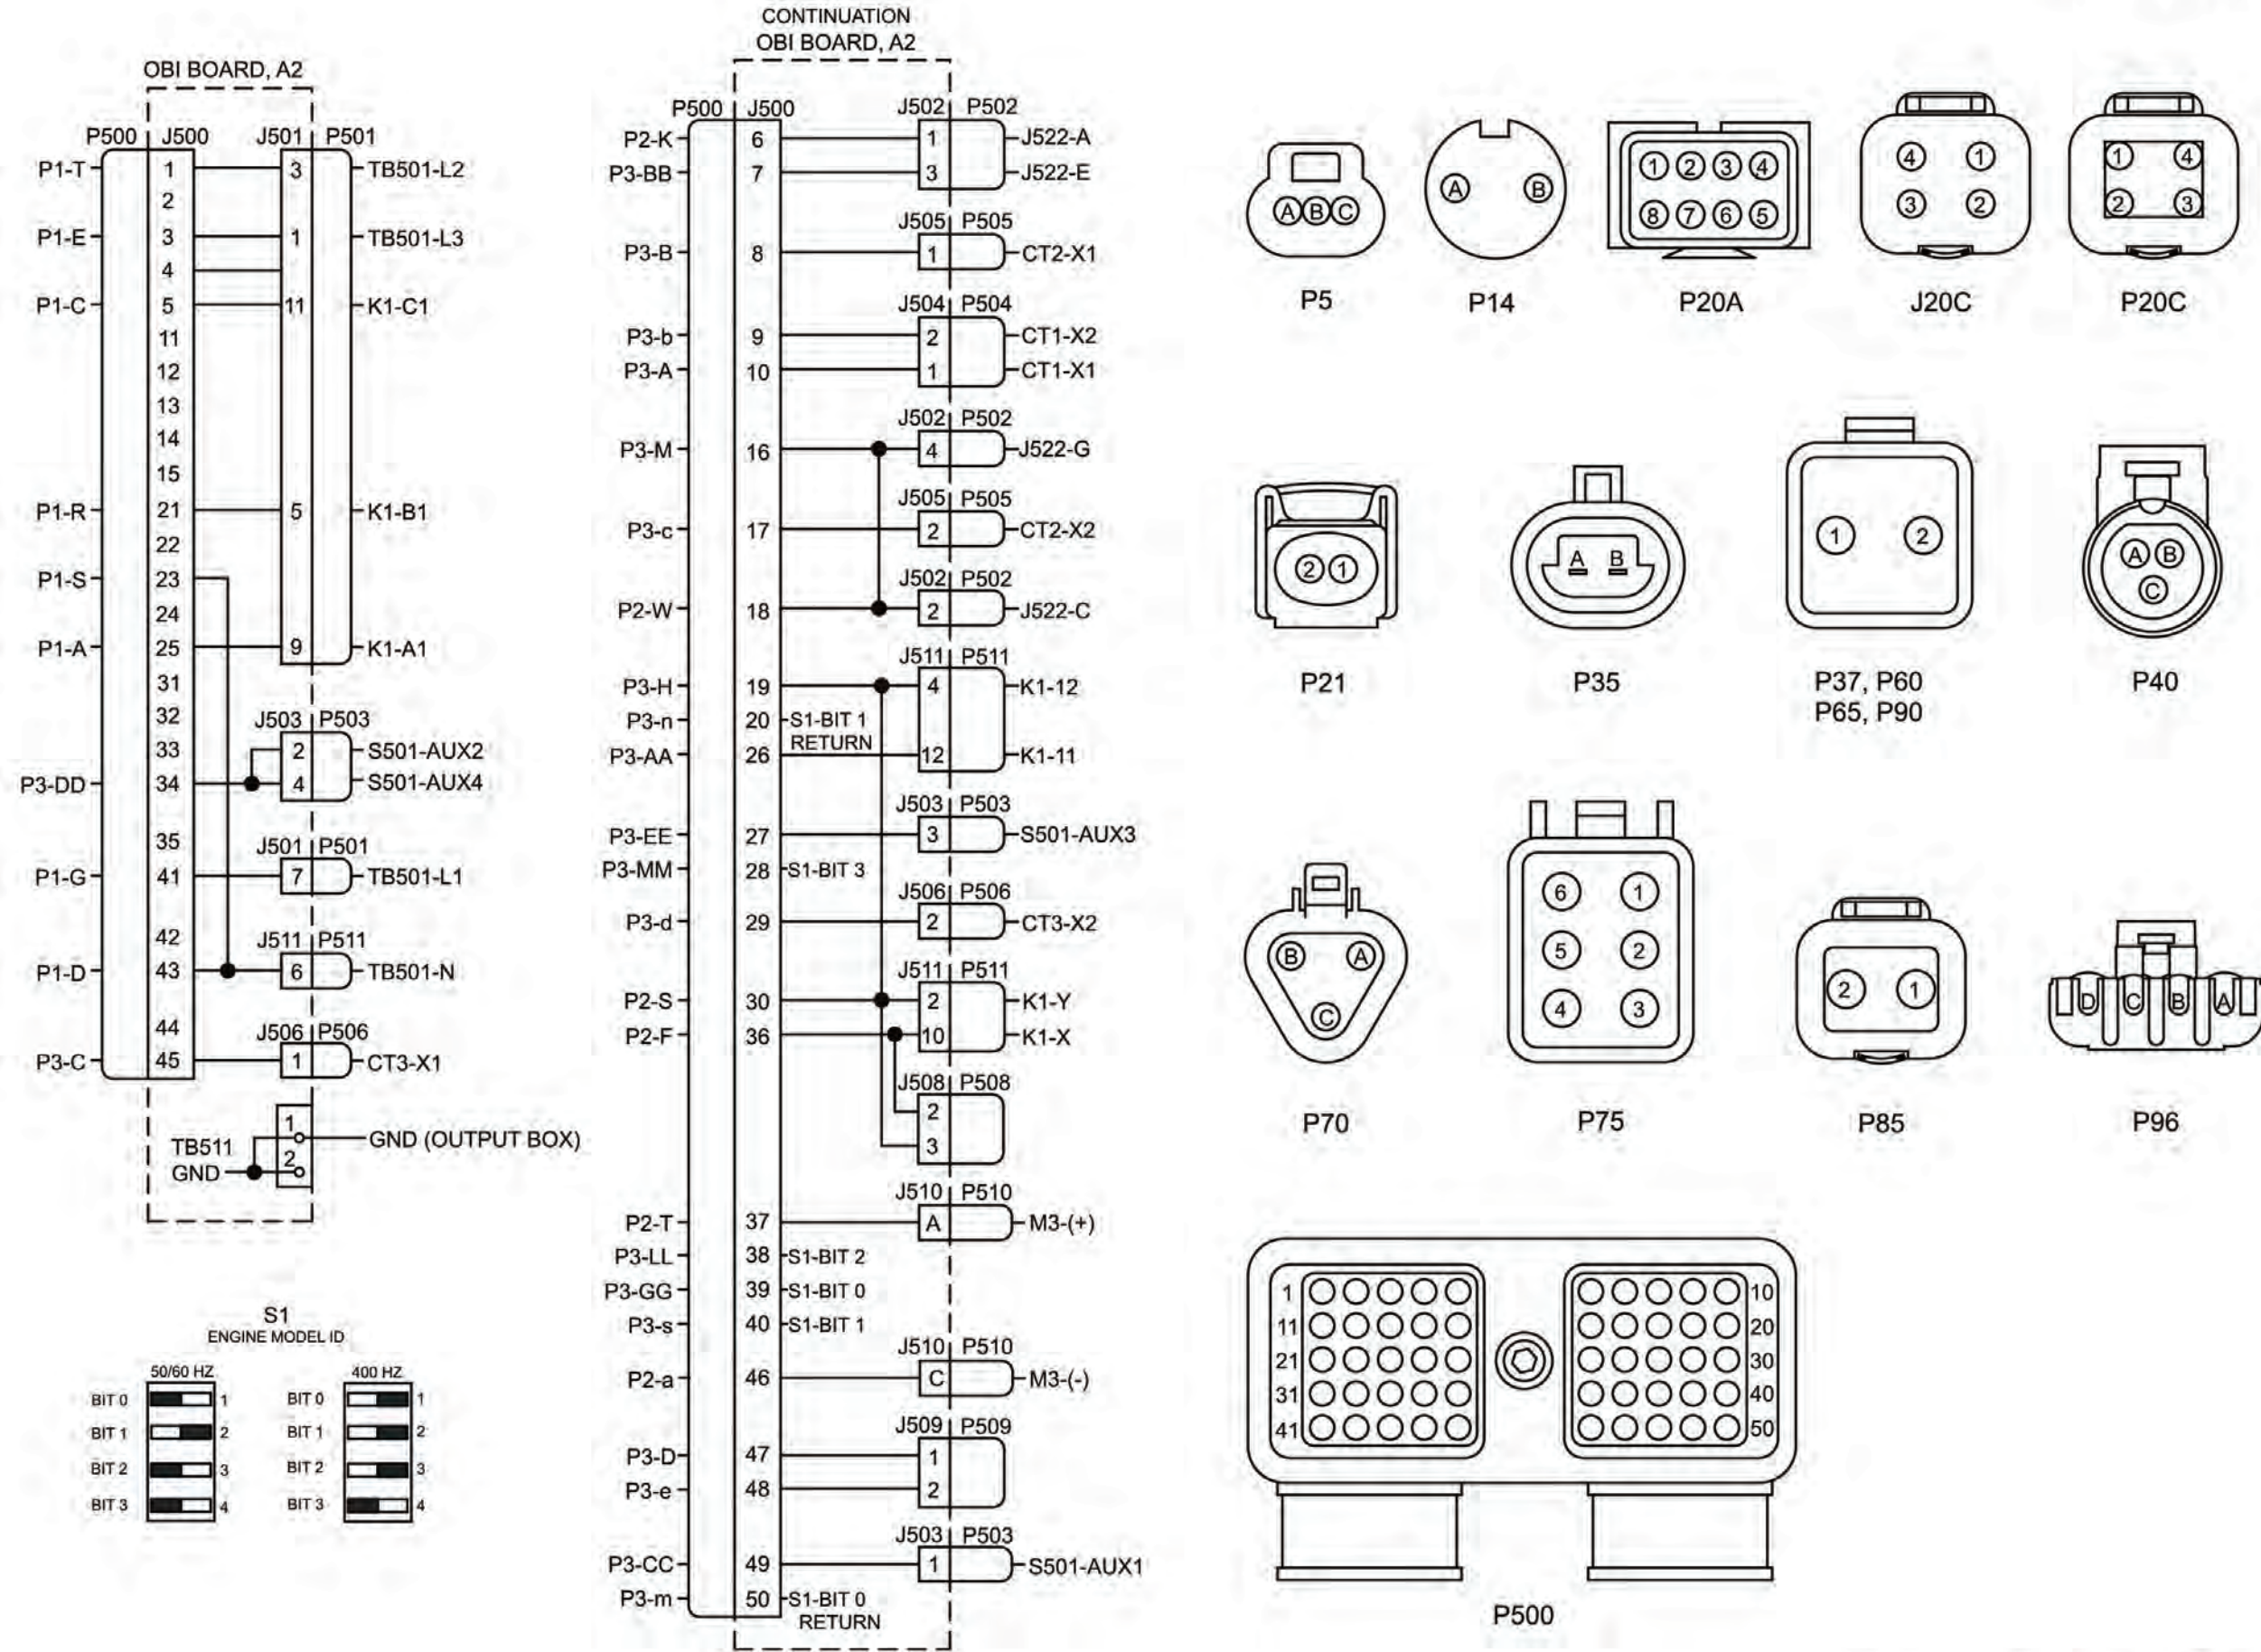 OBI BOARD, A2
P500 J500 J501 P501
P1-T 1 3 TB501-L2
2
P1-E 3 1 TB501-L3
4
P1-C 5 11 K1-C1
11
12
13
14
15
P1-R 21 5 K1-B1
22
P1-S 23
24
P1-A 25 9 K1-A1
31
32
J503 P503
33 2 S501-AUX2
P3-DD 34 4 S501-AUX4
35
J501 P501
P1-G 41 7 TB501-L1
42
J511 P511
P1-D 43 6 TB501-N
44
J506 P506
P3-C 45 1 CT3-X1
1
GND (OUTPUT BOX)
TB511
2
GND
S1
ENGINE MODEL ID
50/60 HZ
BIT 0 1
BIT 1 2
BIT 2 3
BIT 3 4
400 HZ
BIT 0 1
BIT 1 2
BIT 2 3
BIT 3 4
CONTINUATION
OBI BOARD, A2
P500 J500 J502 P502
P2-K 6 1 J522-A
P3-BB 7 3 J522-E
J505 P505
P3-B 8 1 CT2-X1
J504 P504
P3-b 9 2 CT1-X2
P3-A 10 1 CT1-X1
J502 P502
P3-M 16 4 J522-G
J505 P505
P3-c 17 2 CT2-X2
J502 P502
P2-W 18 2 J522-C
J511 P511
P3-H 19 4 K1-12
P3-n 20 S1-BIT 1
RETURN
P3-AA 26 12 K1-11
J503 P503
P3-EE 27 3 S501-AUX3
P3-MM 28 S1-BIT 3
J506 P506
P3-d 29 2 CT3-X2
J511 P511
P2-S 30 2 K1-Y
P2-F 36 10 K1-X
J508 P508
2
3
J510 P510
P2-T 37 A M3-(+)
P3-LL 38 S1-BIT 2
P3-GG 39 S1-BIT 0
P3-s 40 S1-BIT 1
J510 P510
P2-a 46 C M3-(-)
J509 P509
P3-D 47 1
P3-e 48 2
J503 P503
P3-CC 49 1 S501-AUX1
P3-m 50 S1-BIT 0
RETURN
A B C
P5
A B
P14
1 2 3 4
8 7 6 5
P20A
4 1
3 2
J20C
1 4
2 3
P20C
2 1
P21
A B
P35
1 2
P37, P60
P65, P90
A B
C
P40
B A
C
P70
6 1
5 2
4 3
P75
2 1
P85
D C B A
P96
1 10
11 20
21 30
31 40
41 50
P500